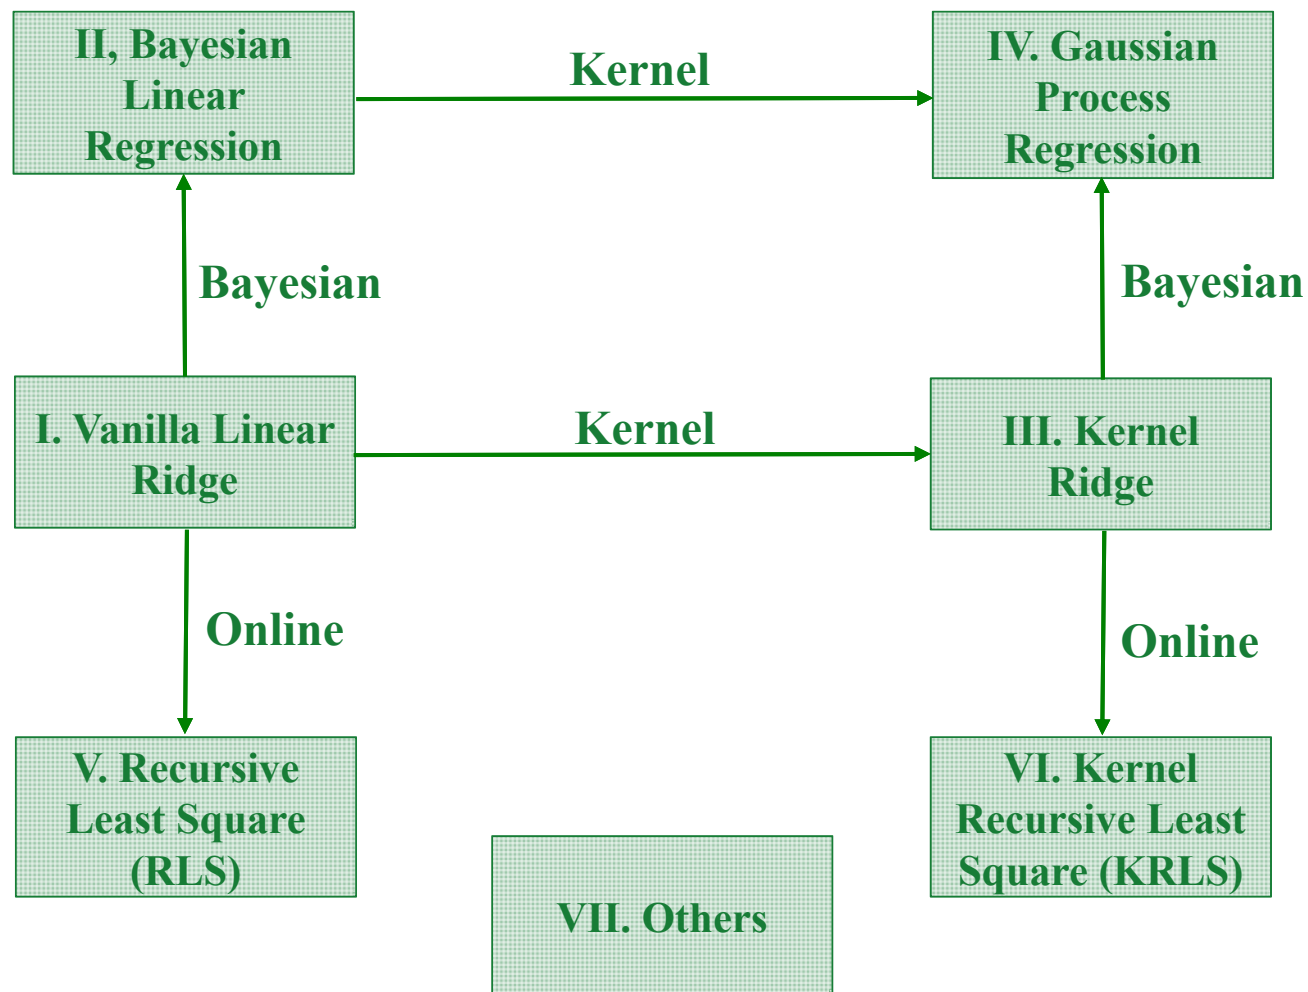 II, Bayesian
Linear
Regression
Kernel
IV. Gaussian
Process
Regression
Bayesian
Bayesian
I. Vanilla Linear
Ridge
Kernel
III. Kernel
Ridge
Online
Online
V. Recursive
Least Square
(RLS)
VI. Kernel
Recursive Least
Square (KRLS)
VII. Others